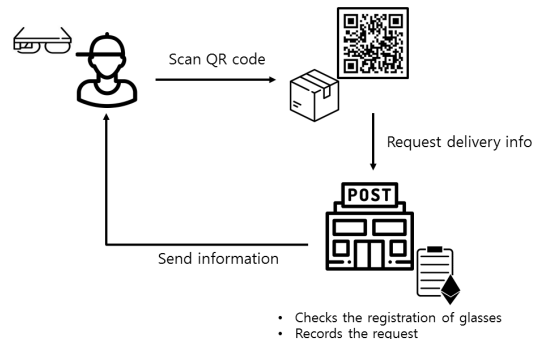 Scan QR code
Request delivery info
POST
Send information
• Checks the registration of glasses
• Records the request